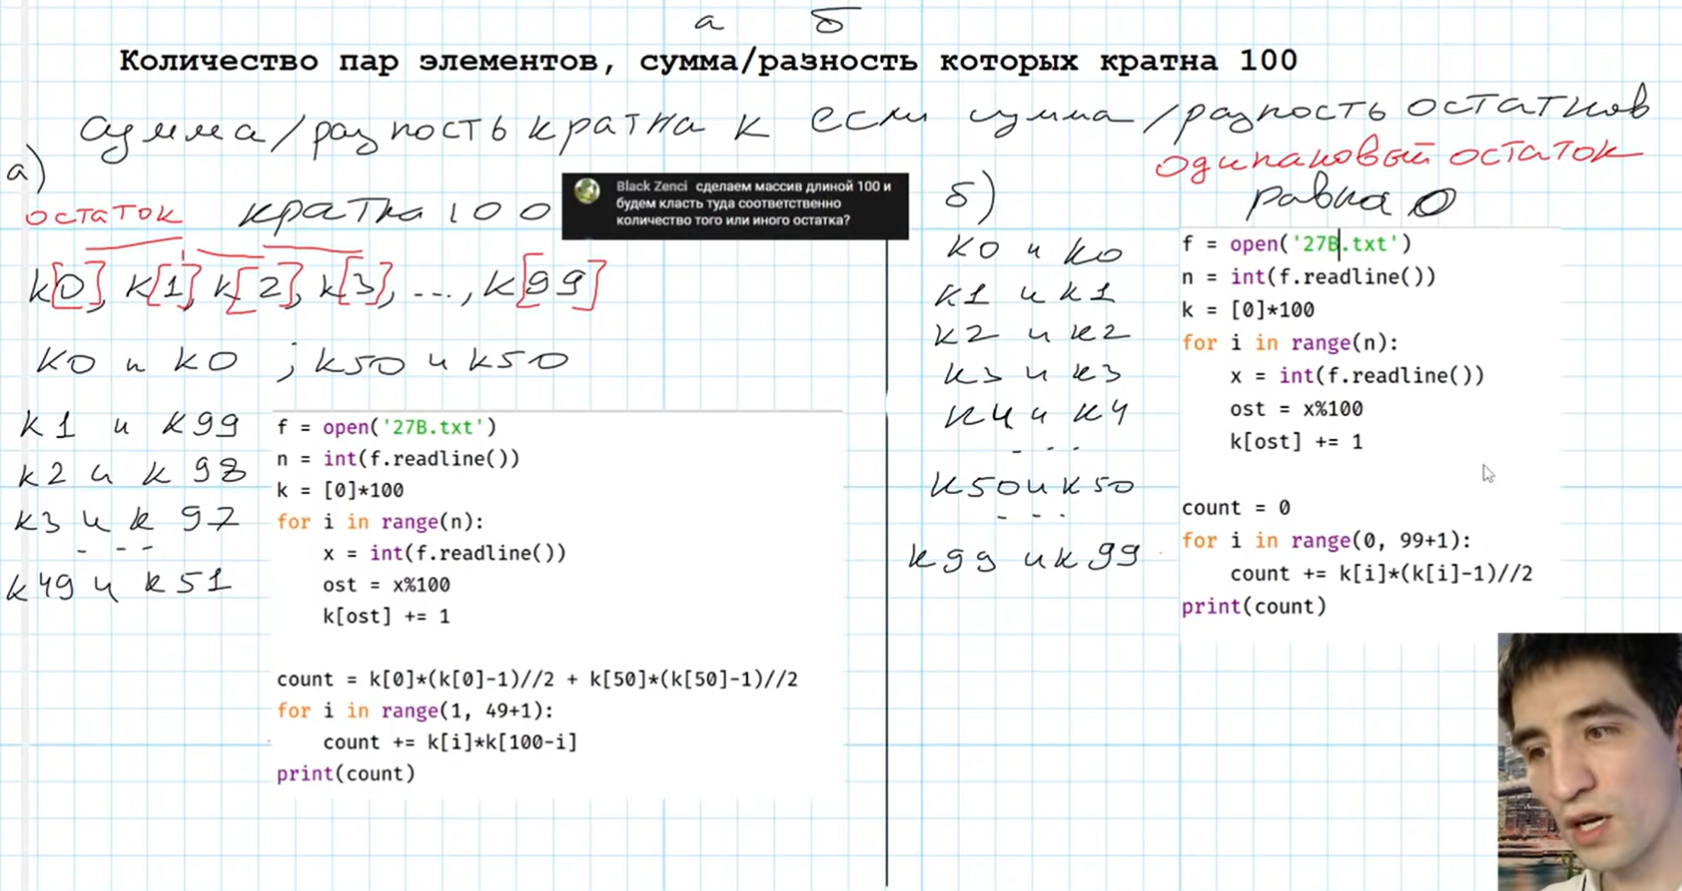 а б
Количество пар элементов, сумма/разность которых кратна 100
сумма/разность кратна к если сумма/разность остатков
одинаковый остаток
равна 0
а)
остаток кратна 100
Black Zenci сделаем массив длиной 100 и
будем класть туда соответственно
количество того или иного остатка?
k[0], k[1], k[2], k[3], ..., k[99]
k0 и k0 ; k50 и k50
k1 и k99
k2 и k98
k3 и k97
- - -
k49 и k51
f = open('27B.txt')
n = int(f.readline())
k = [0]*100
for i in range(n):
    x = int(f.readline())
    ost = x%100
    k[ost] += 1
count = k[0]*(k[0]-1)//2 + k[50]*(k[50]-1)//2
for i in range(1, 49+1):
    count += k[i]*k[100-i]
print(count)
б)
k0 и k0
k1 и k1
k2 и k2
k3 и k3
k4 и k4
- - -
k50 и k50
- - -
k99 и k99
f = open('27B.txt')
n = int(f.readline())
k = [0]*100
for i in range(n):
    x = int(f.readline())
    ost = x%100
    k[ost] += 1
count = 0
for i in range(0, 99+1):
    count += k[i]*(k[i]-1)//2
print(count)